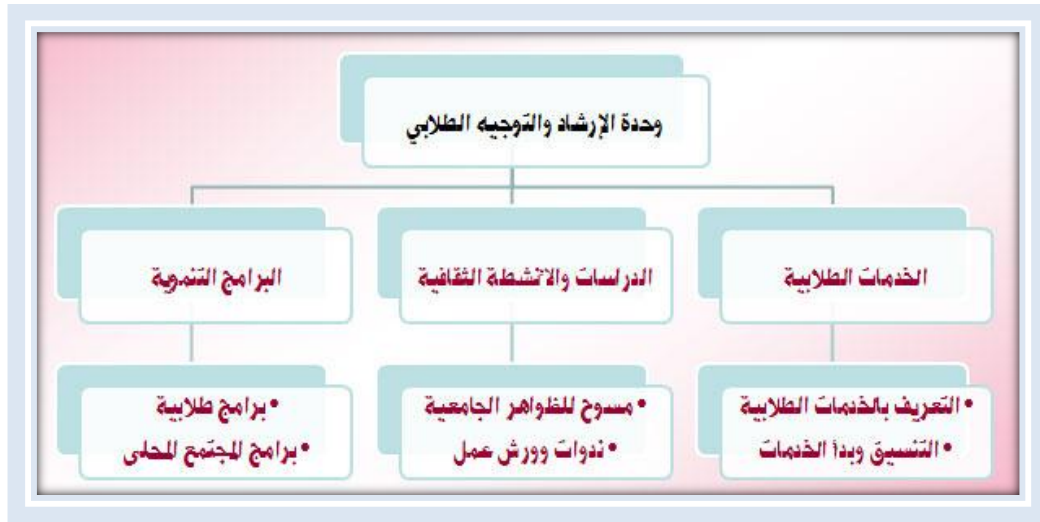 وحدة الإرشاد والتوجيه الطلابي
الخدمات الطلابية
الدراسات والانشطة الثقافية
البرامج التنموية
•التعريف بالخدمات الطلابية
•التنسيق وبدأ الخدمات
•مسوح للظواهر الجامعية
•ندوات وورش عمل
•برامج طلابية
•برامج المجتمع المحلى